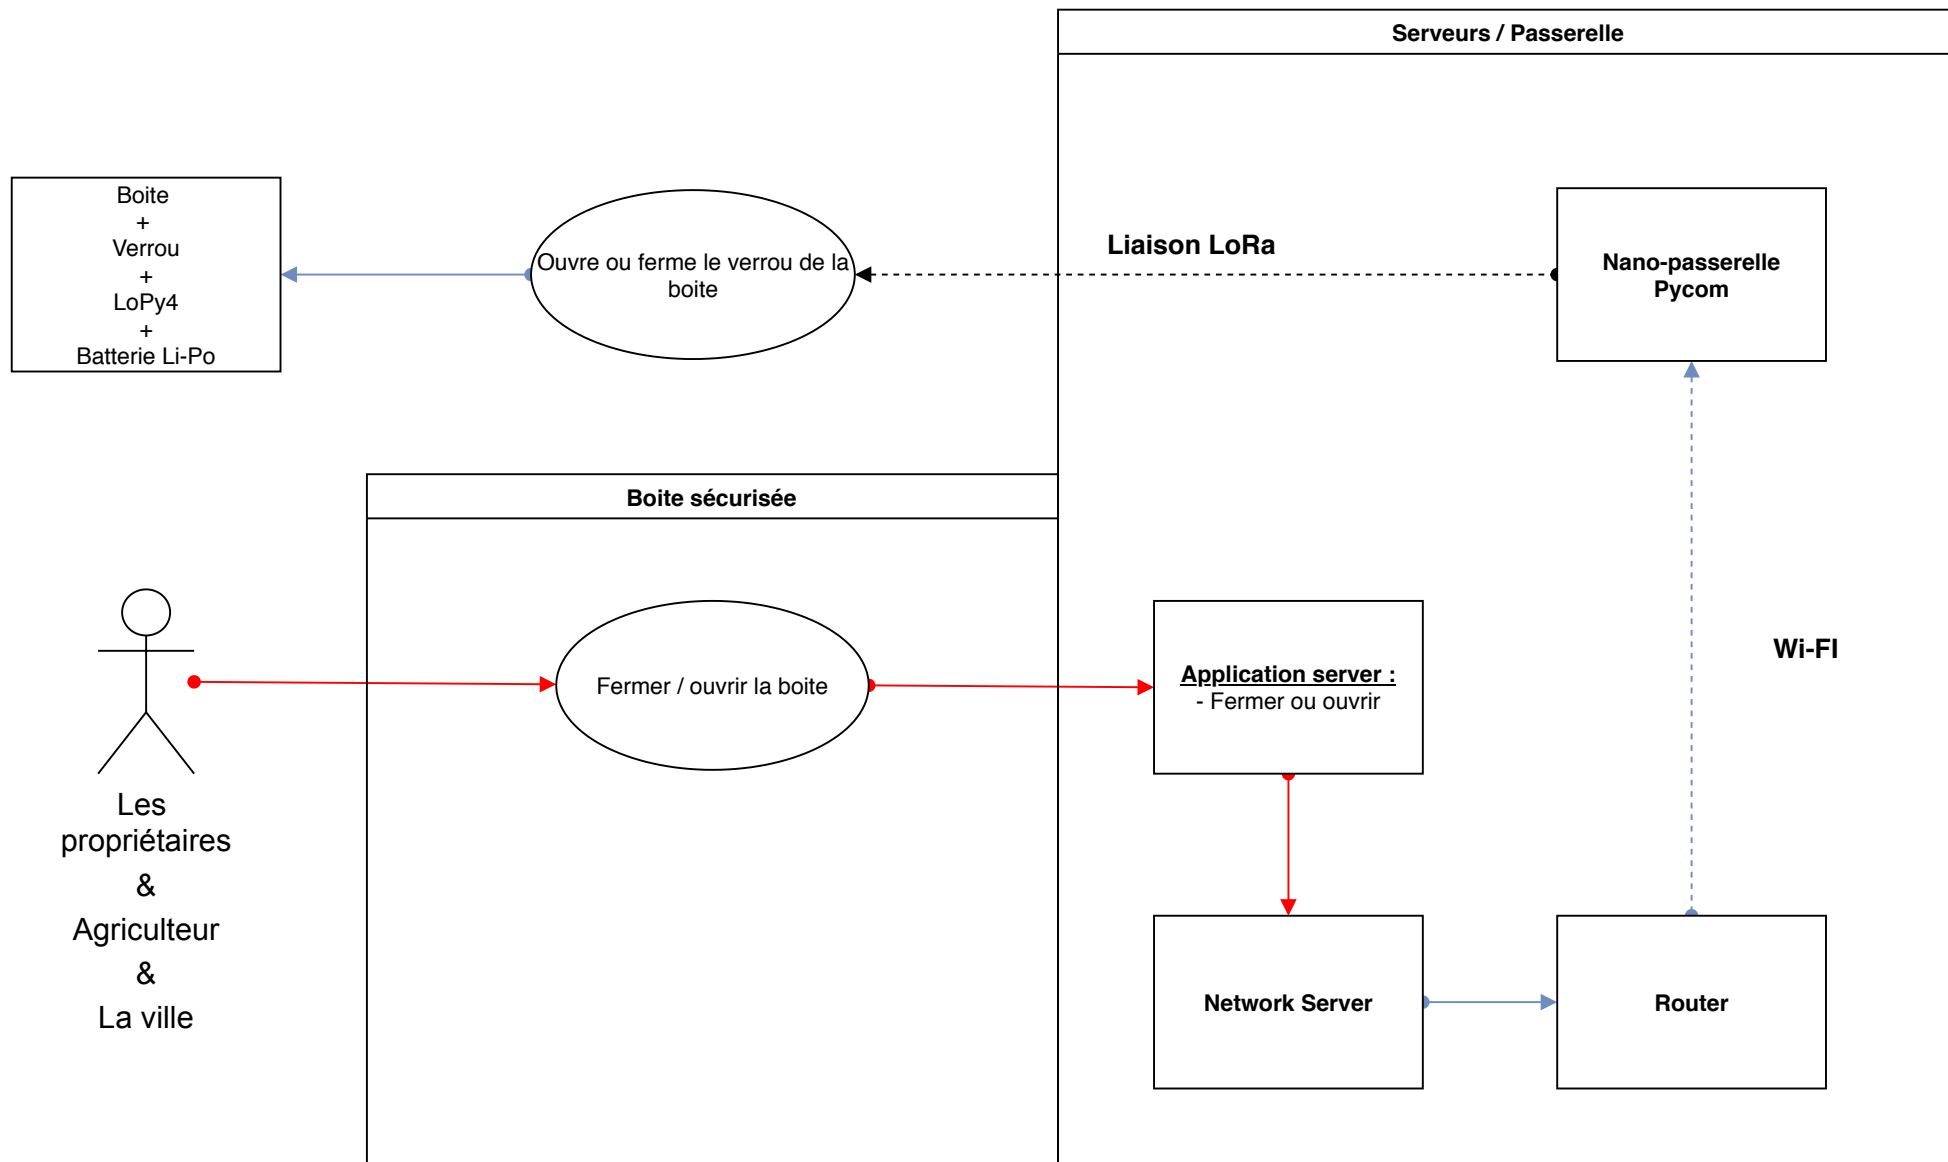 Serveurs / Passerelle
Boite
+
Verrou
+
LoPy4
+
Batterie Li-Po
Ouvre ou ferme le verrou de la
boite
Liaison LoRa
Nano-passerelle
Pycom
Boite sécurisée
Fermer / ouvrir la boite
Application server :
- Fermer ou ouvrir
Wi-FI
Les
propriétaires
&
Agriculteur
&
La ville
Network Server
Router